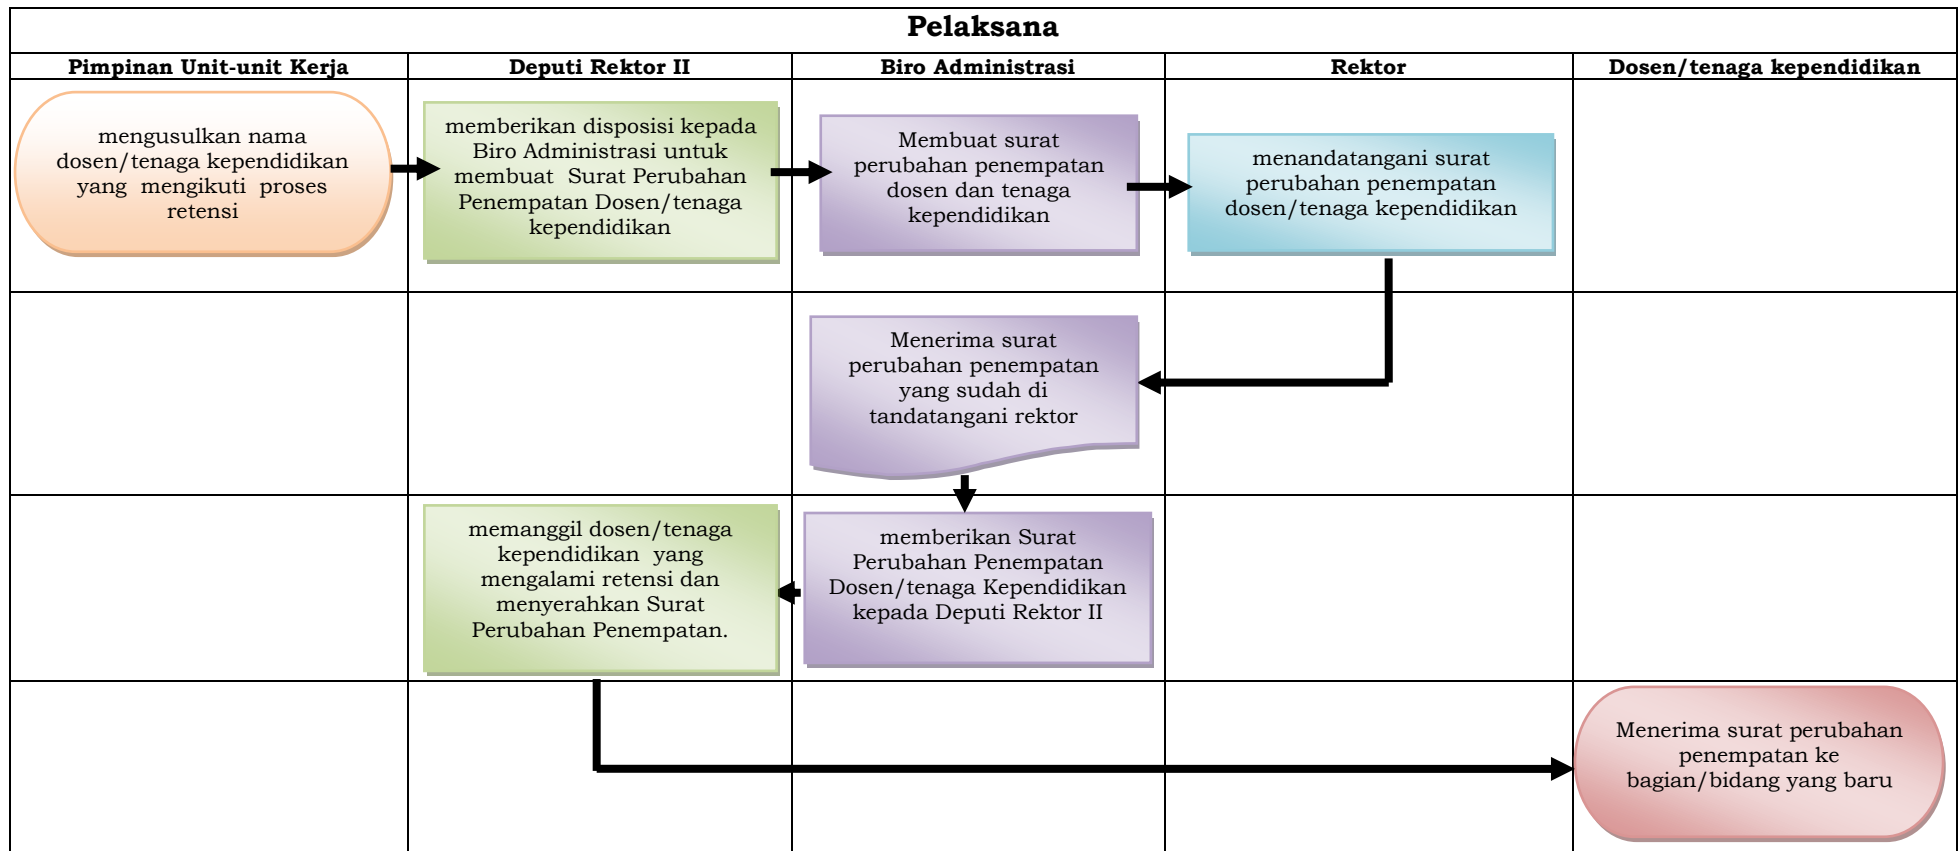 Pelaksana
Pimpinan Unit-unit Kerja
Deputi Rektor II
Biro Administrasi
Rektor
Dosen/tenaga kependidikan
mengusulkan nama
dosen/tenaga kependidikan
yang mengikuti proses
retensi
memberikan disposisi kepada
Biro Administrasi untuk
membuat Surat Perubahan
Penempatan Dosen/tenaga
kependidikan
Membuat surat
perubahan penempatan
dosen dan tenaga
kependidikan
menandatangani surat
perubahan penempatan
dosen/tenaga kependidikan
Menerima surat
perubahan penempatan
yang sudah di
tandatangani rektor
memberikan Surat
Perubahan Penempatan
Dosen/tenaga Kependidikan
kepada Deputi Rektor II
memanggil dosen/tenaga
kependidikan yang
mengalami retensi dan
menyerahkan Surat
Perubahan Penempatan.
Menerima surat perubahan
penempatan ke
bagian/bidang yang baru